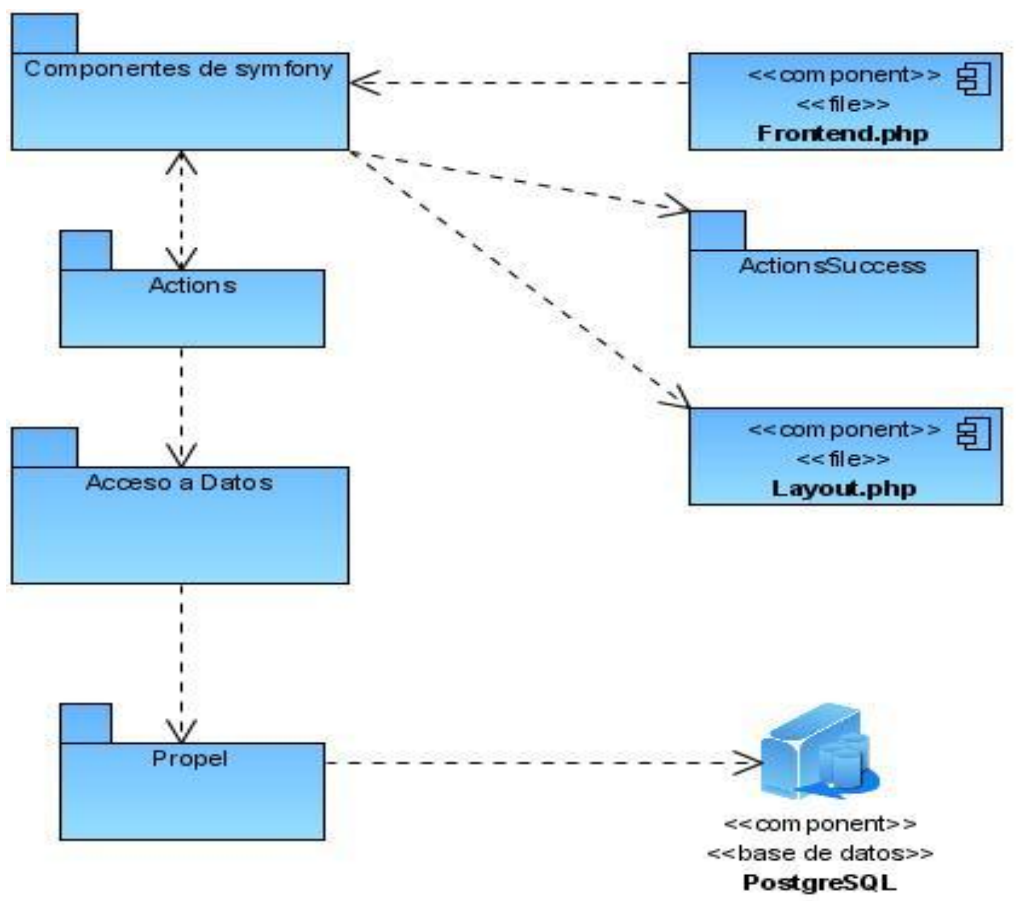 Componentes de symfony
<<component>>
<<file>>
Frontend.php
Actions
ActionsSuccess
<<component>>
<<file>>
Layout.php
Acceso a Datos
Propel
<<component>>
<<base de datos>>
PostgreSQL